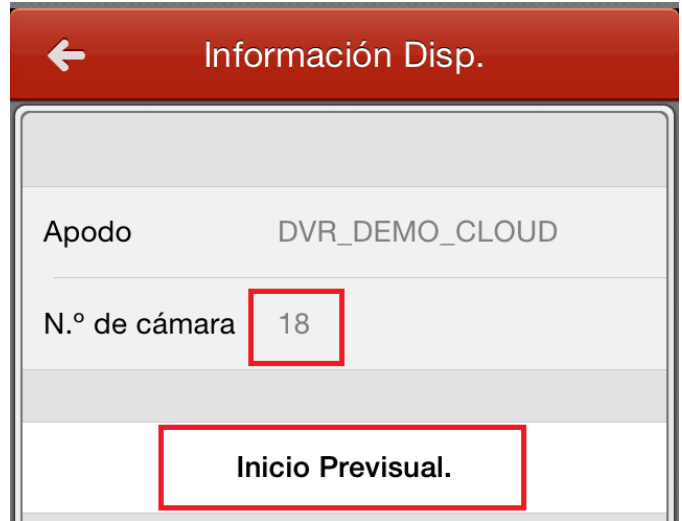 Información Disp.
Apodo DVR_DEMO_CLOUD
N.º de cámara 18
Inicio Previsual.